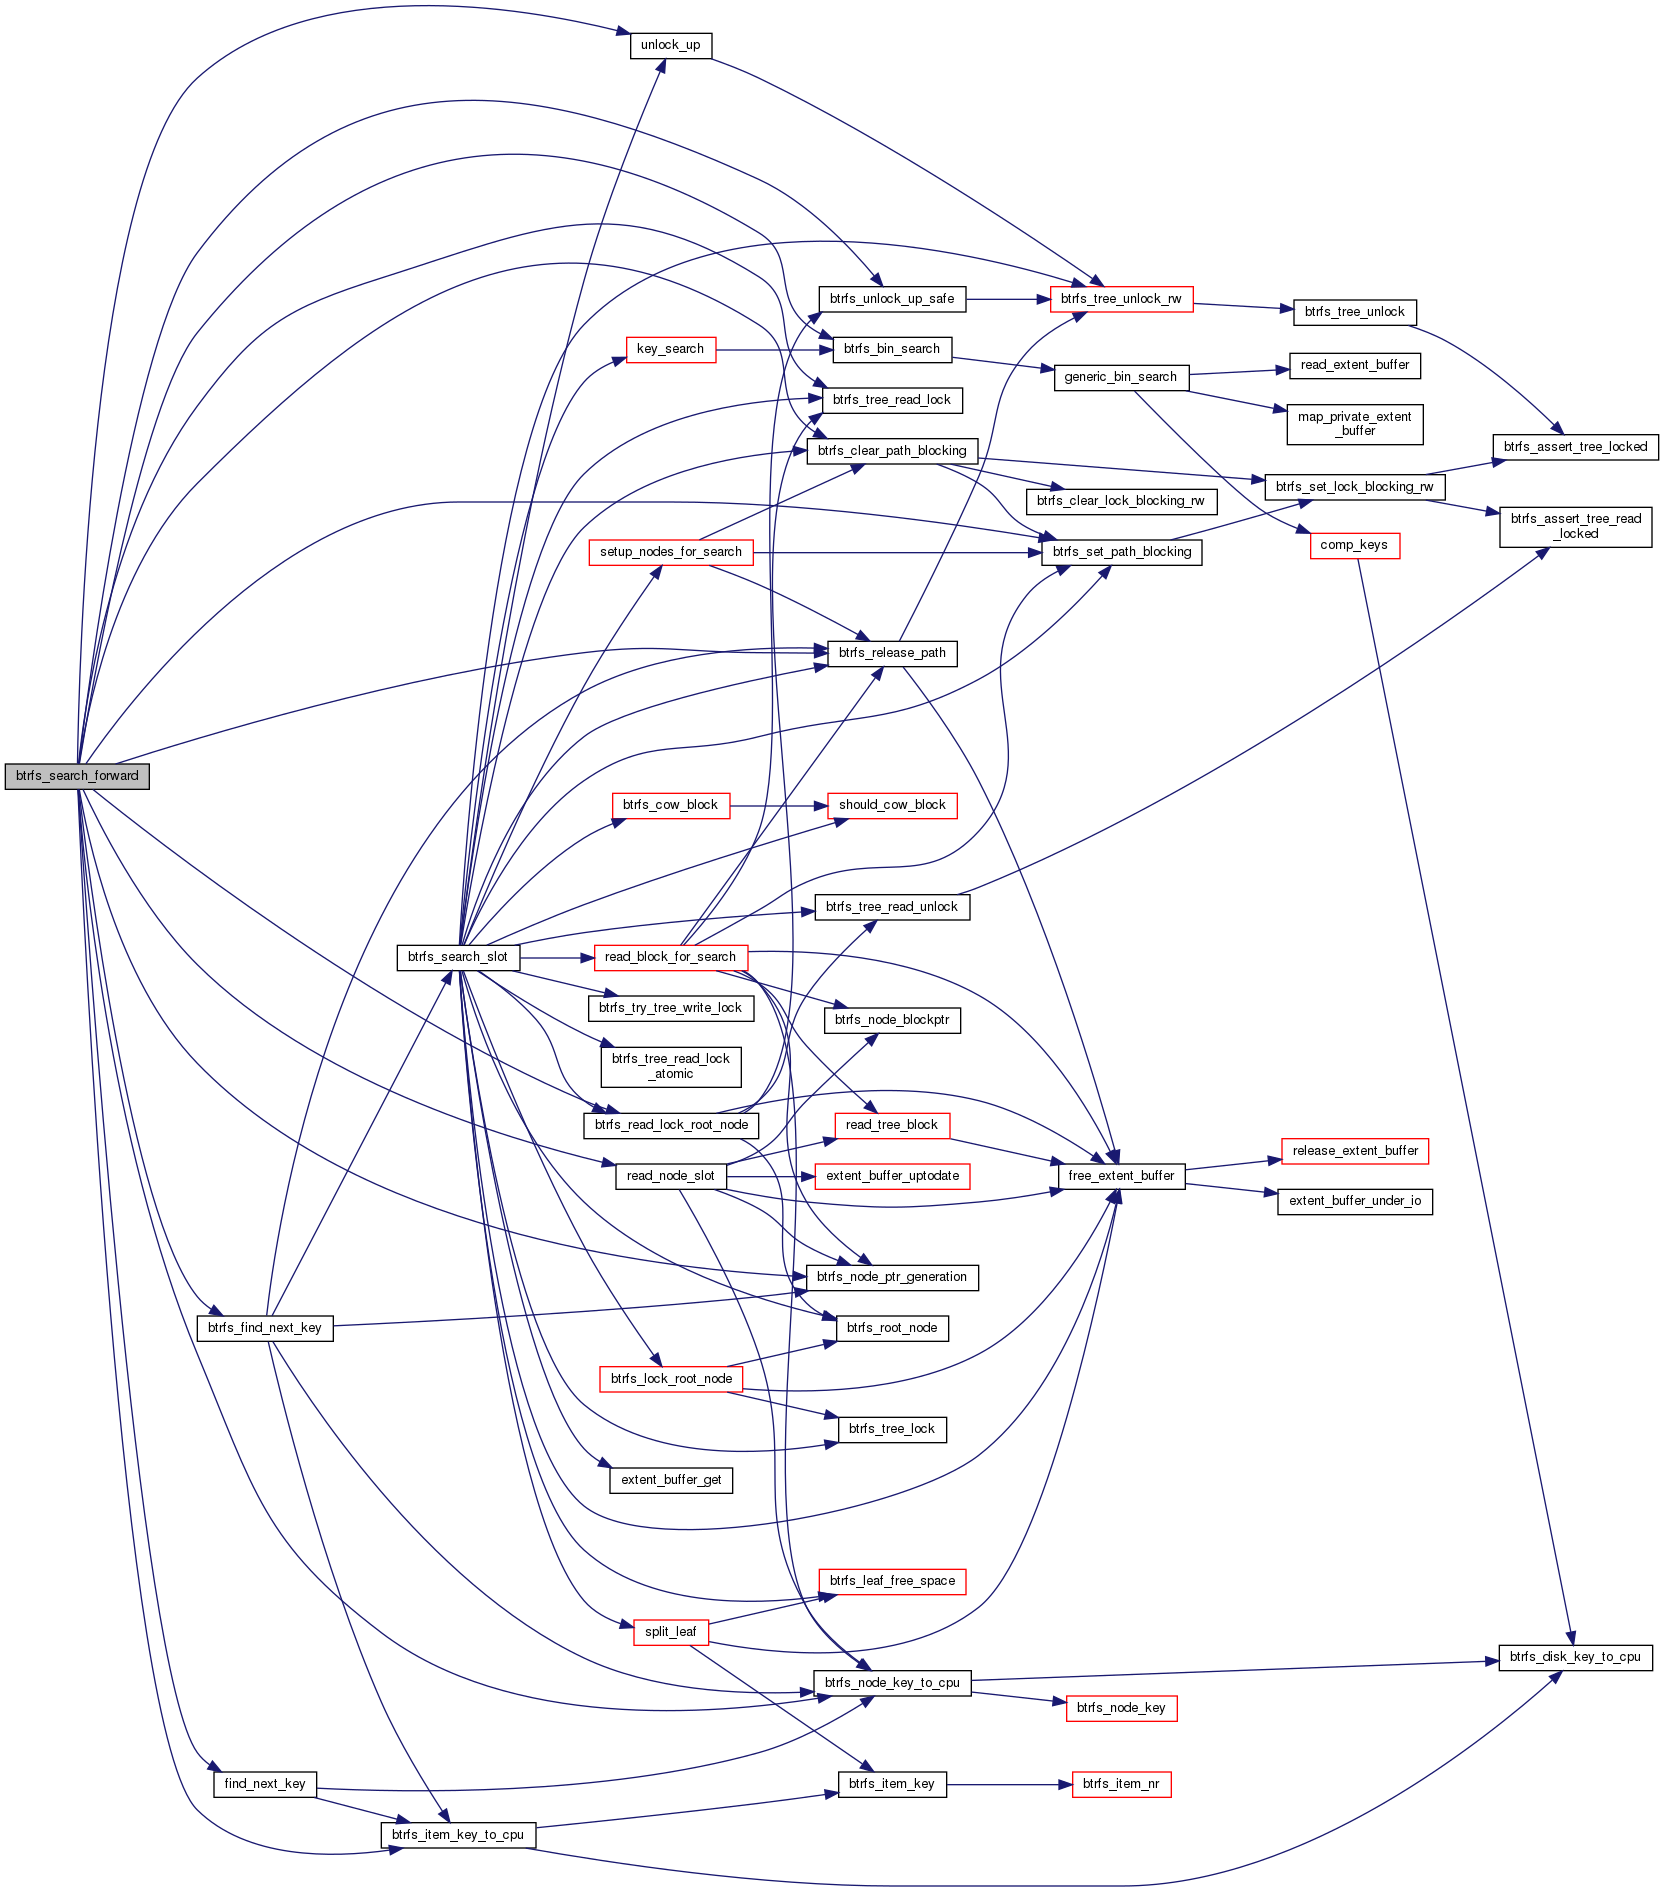 unlock_up
btrfs_unlock_up_safe
btrfs_tree_unlock_rw
btrfs_tree_unlock
key_search
btrfs_bin_search
read_extent_buffer
generic_bin_search
btrfs_tree_read_lock
map_private_extent
_buffer
btrfs_clear_path_blocking
btrfs_assert_tree_locked
btrfs_set_lock_blocking_rw
btrfs_clear_lock_blocking_rw
btrfs_assert_tree_read
_locked
setup_nodes_for_search
btrfs_set_path_blocking
comp_keys
btrfs_release_path
btrfs_search_forward
btrfs_cow_block
should_cow_block
btrfs_tree_read_unlock
btrfs_search_slot
read_block_for_search
btrfs_try_tree_write_lock
btrfs_node_blockptr
btrfs_tree_read_lock
_atomic
btrfs_read_lock_root_node
read_tree_block
release_extent_buffer
read_node_slot
extent_buffer_uptodate
free_extent_buffer
extent_buffer_under_io
btrfs_node_ptr_generation
btrfs_find_next_key
btrfs_root_node
btrfs_lock_root_node
btrfs_tree_lock
extent_buffer_get
btrfs_leaf_free_space
split_leaf
btrfs_disk_key_to_cpu
btrfs_node_key_to_cpu
btrfs_node_key
find_next_key
btrfs_item_key
btrfs_item_nr
btrfs_item_key_to_cpu